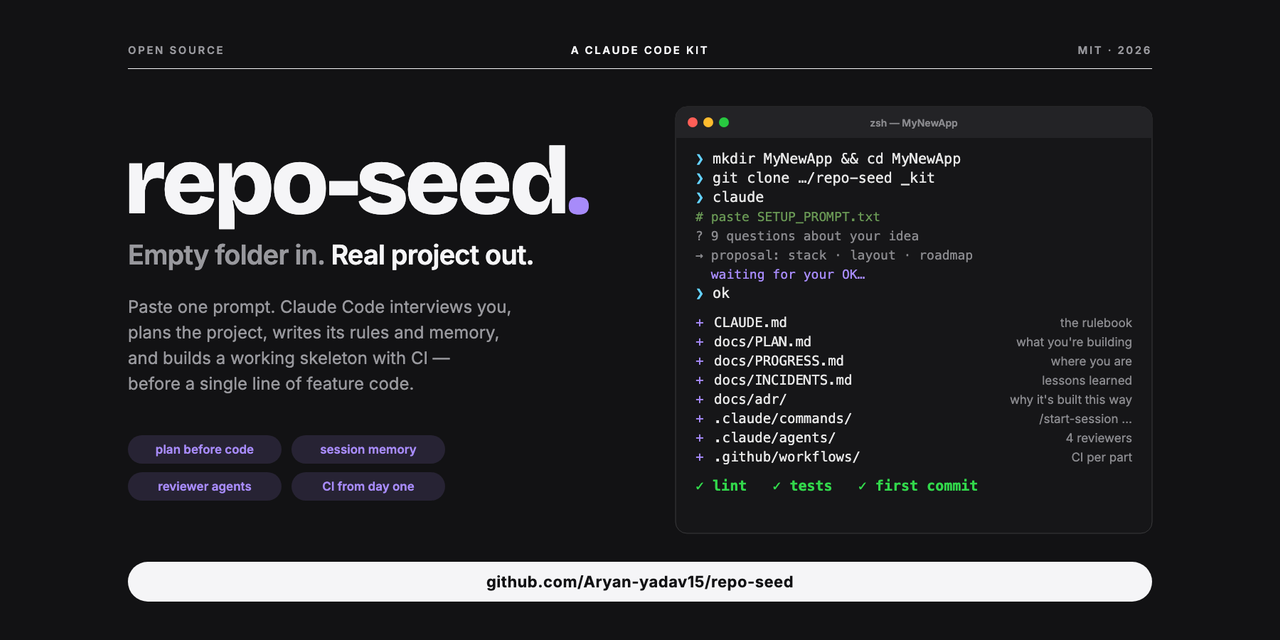 OPEN SOURCE
A CLAUDE CODE KIT
MIT · 2026
repo-seed.
Empty folder in. Real project out.
Paste one prompt. Claude Code interviews you,
plans the project, writes its rules and memory,
and builds a working skeleton with CI —
before a single line of feature code.
plan before code
session memory
reviewer agents
CI from day one
zsh — MyNewApp
❯ mkdir MyNewApp && cd MyNewApp
❯ git clone …/repo-seed _kit
❯ claude
# paste SETUP_PROMPT.txt
? 9 questions about your idea
→ proposal: stack · layout · roadmap
waiting for your OK…
❯ ok
+ CLAUDE.md the rulebook
+ docs/PLAN.md what you're building
+ docs/PROGRESS.md where you are
+ docs/INCIDENTS.md lessons learned
+ docs/adr/ why it's built this way
+ .claude/commands/ /start-session …
+ .claude/agents/ 4 reviewers
+ .github/workflows/ CI per part
✓ lint ✓ tests ✓ first commit
github.com/Aryan-yadav15/repo-seed